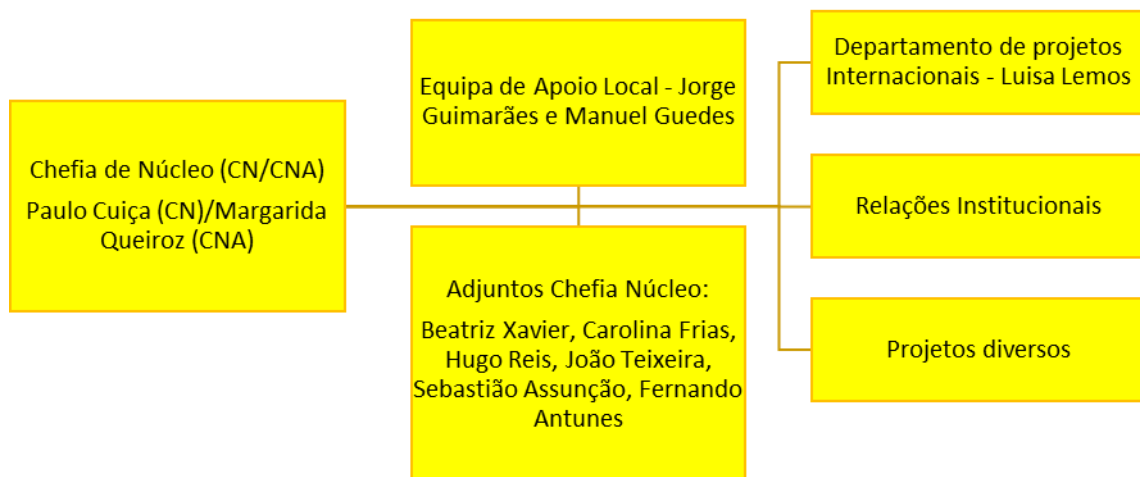 Chefia de Núcleo (CN/CNA)
Paulo Cuiça (CN)/Margarida
Queiroz (CNA)
Equipa de Apoio Local - Jorge
Guimarães e Manuel Guedes
Adjuntos Chefia Núcleo:
Beatriz Xavier, Carolina Frias,
Hugo Reis, João Teixeira,
Sebastião Assunção, Fernando
Antunes
Departamento de projetos
Internacionais - Luisa Lemos
Relações Institucionais
Projetos diversos